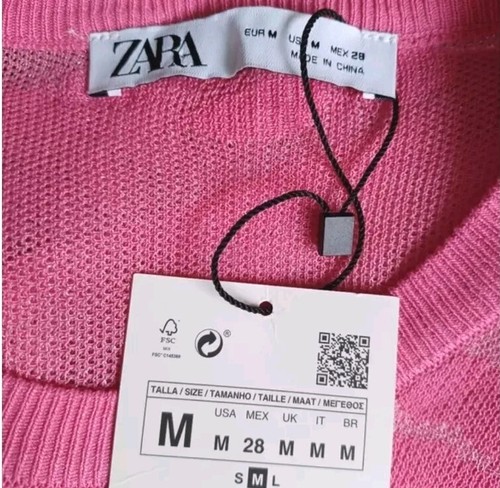 ZARA
EUR M US M MEX 28
MADE IN CHINA
FSC
®
TALLA / SIZE / TAMANHO / TAILLE / MAAT / ΜΕΓΕΘΟΣ
USA MEX UK IT BR
M M 28 M M M
S M L